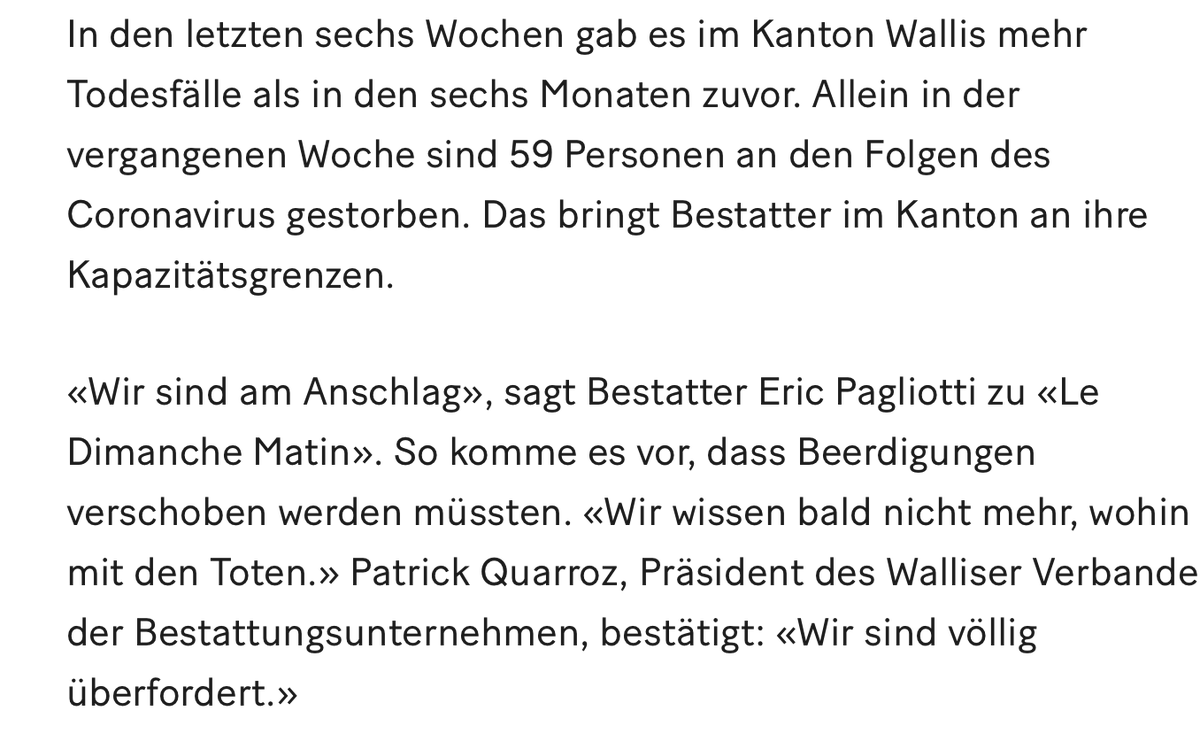 In den letzten sechs Wochen gab es im Kanton Wallis mehr
Todesfälle als in den sechs Monaten zuvor. Allein in der
vergangenen Woche sind 59 Personen an den Folgen des
Coronavirus gestorben. Das bringt Bestatter im Kanton an ihre
Kapazitätsgrenzen.
«Wir sind am Anschlag», sagt Bestatter Eric Pagliotti zu «Le
Dimanche Matin». So komme es vor, dass Beerdigungen
verschoben werden müssten. «Wir wissen bald nicht mehr, wohin
mit den Toten.» Patrick Quarroz, Präsident des Walliser Verbande
der Bestattungsunternehmen, bestätigt: «Wir sind völlig
überfordert.»